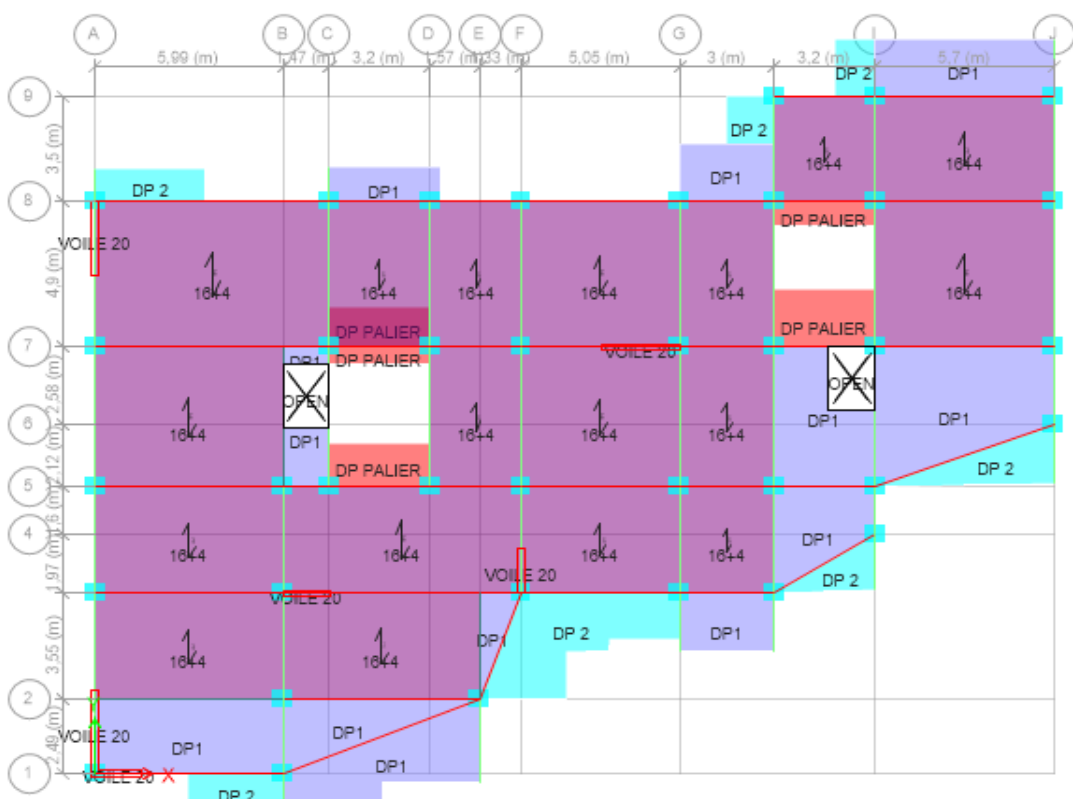 A B C D E F G I J
5,99 (m) 1,47 (m) 3,2 (m) 1,57 (m) 1,33 (m) 5,05 (m) 3 (m) 3,2 (m) 5,7 (m)
DP 2 DP1
9
DP 2
3,5 (m)
16+4 16+4
DP 2 DP1 DP1
8
DP PALIER
VOILE 20
4,9 (m)
16+4 16+4 16+4 16+4 16+4 16+4
DP PALIER DP PALIER
7
DP1 DP PALIER VOILE 20
2,58 (m)
OPEN OPEN
6
DP1 DP1 DP1
16+4 16+4 16+4 16+4
2,12 (m)
DP PALIER DP 2
5
1,6 (m)
4
DP1
16+4 16+4 16+4 16+4
1,97 (m)
VOILE 20 DP 2
VOILE 20
3,55 (m)
DP1 DP 2 DP1
16+4 16+4
2
2,49 (m)
VOILE 20 DP1 DP1
DP1
1
VOILE 20 X
DP 2